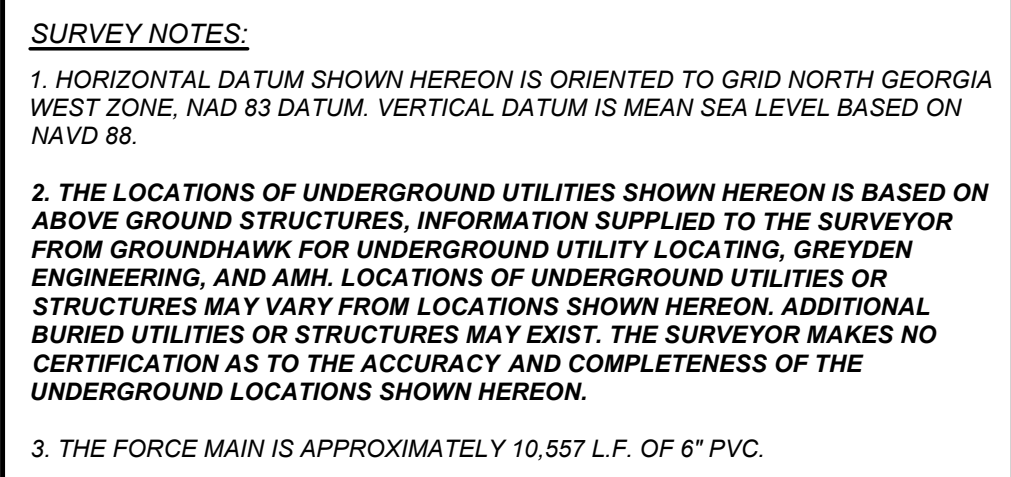 SURVEY NOTES:
1. HORIZONTAL DATUM SHOWN HEREON IS ORIENTED TO GRID NORTH GEORGIA
WEST ZONE, NAD 83 DATUM. VERTICAL DATUM IS MEAN SEA LEVEL BASED ON
NAVD 88.
2. THE LOCATIONS OF UNDERGROUND UTILITIES SHOWN HEREON IS BASED ON
ABOVE GROUND STRUCTURES, INFORMATION SUPPLIED TO THE SURVEYOR
FROM GROUNDHAWK FOR UNDERGROUND UTILITY LOCATING, GREYDEN
ENGINEERING, AND AMH. LOCATIONS OF UNDERGROUND UTILITIES OR
STRUCTURES MAY VARY FROM LOCATIONS SHOWN HEREON. ADDITIONAL
BURIED UTILITIES OR STRUCTURES MAY EXIST. THE SURVEYOR MAKES NO
CERTIFICATION AS TO THE ACCURACY AND COMPLETENESS OF THE
UNDERGROUND LOCATIONS SHOWN HEREON.
3. THE FORCE MAIN IS APPROXIMATELY 10,557 L.F. OF 6" PVC.